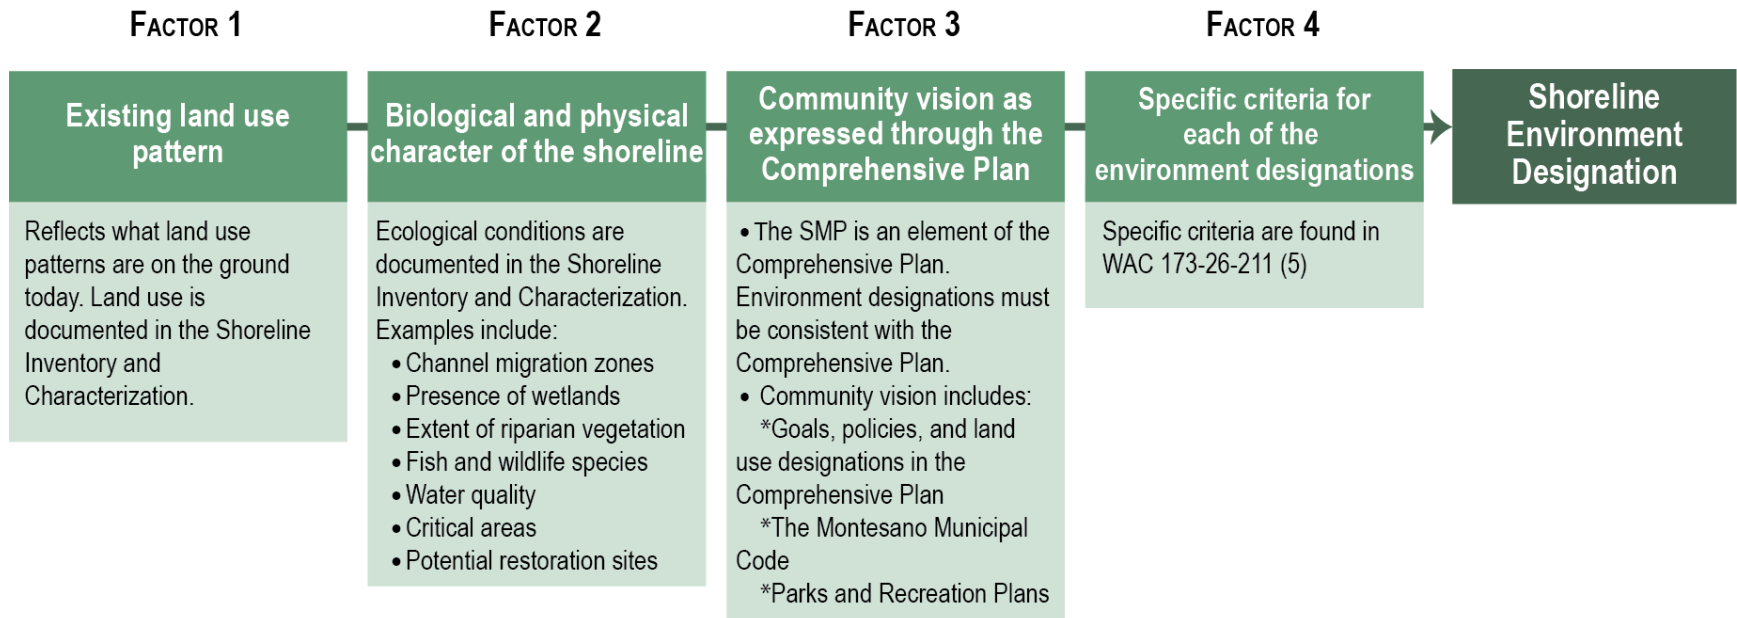 FACTOR 1
Existing land use
pattern
Reflects what land use
patterns are on the ground
today. Land use is
documented in the Shoreline
Inventory and
Characterization.
FACTOR 2
Biological and physical
character of the shoreline
Ecological conditions are
documented in the Shoreline
Inventory and Characterization.
Examples include:
• Channel migration zones
• Presence of wetlands
• Extent of riparian vegetation
• Fish and wildlife species
• Water quality
• Critical areas
• Potential restoration sites
FACTOR 3
Community vision as
expressed through the
Comprehensive Plan
• The SMP is an element of the
Comprehensive Plan.
Environment designations must
be consistent with the
Comprehensive Plan.
• Community vision includes:
*Goals, policies, and land
use designations in the
Comprehensive Plan
*The Montesano Municipal
Code
*Parks and Recreation Plans
FACTOR 4
Specific criteria for
each of the
environment designations
Specific criteria are found in
WAC 173-26-211 (5)
Shoreline
Environment
Designation